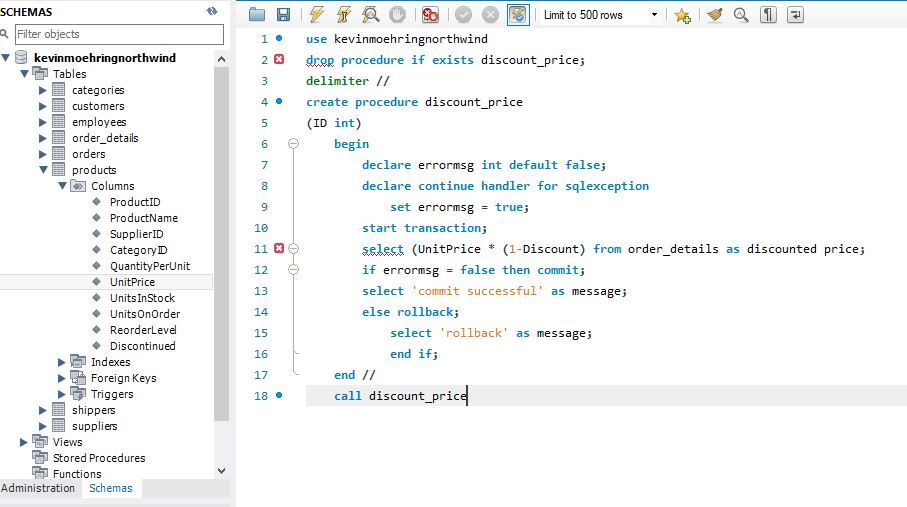 SCHEMAS
Filter objects
kevinmoehringnorthwind
Tables
categories
customers
employees
order_details
orders
products
Columns
ProductID
ProductName
SupplierID
CategoryID
QuantityPerUnit
UnitPrice
UnitsInStock
UnitsOnOrder
ReorderLevel
Discontinued
Indexes
Foreign Keys
Triggers
shippers
suppliers
Views
Stored Procedures
Functions
Administration Schemas
Limit to 500 rows
1 use kevinmoehringnorthwind
2 drop procedure if exists discount_price;
3 delimiter //
4 create procedure discount_price
5 (ID int)
6 begin
7 declare errormsg int default false;
8 declare continue handler for sqlexception
9 set errormsg = true;
10 start transaction;
11 select (UnitPrice * (1-Discount) from order_details as discounted price;
12 if errormsg = false then commit;
13 select 'commit successful' as message;
14 else rollback;
15 select 'rollback' as message;
16 end if;
17 end //
18 call discount_price